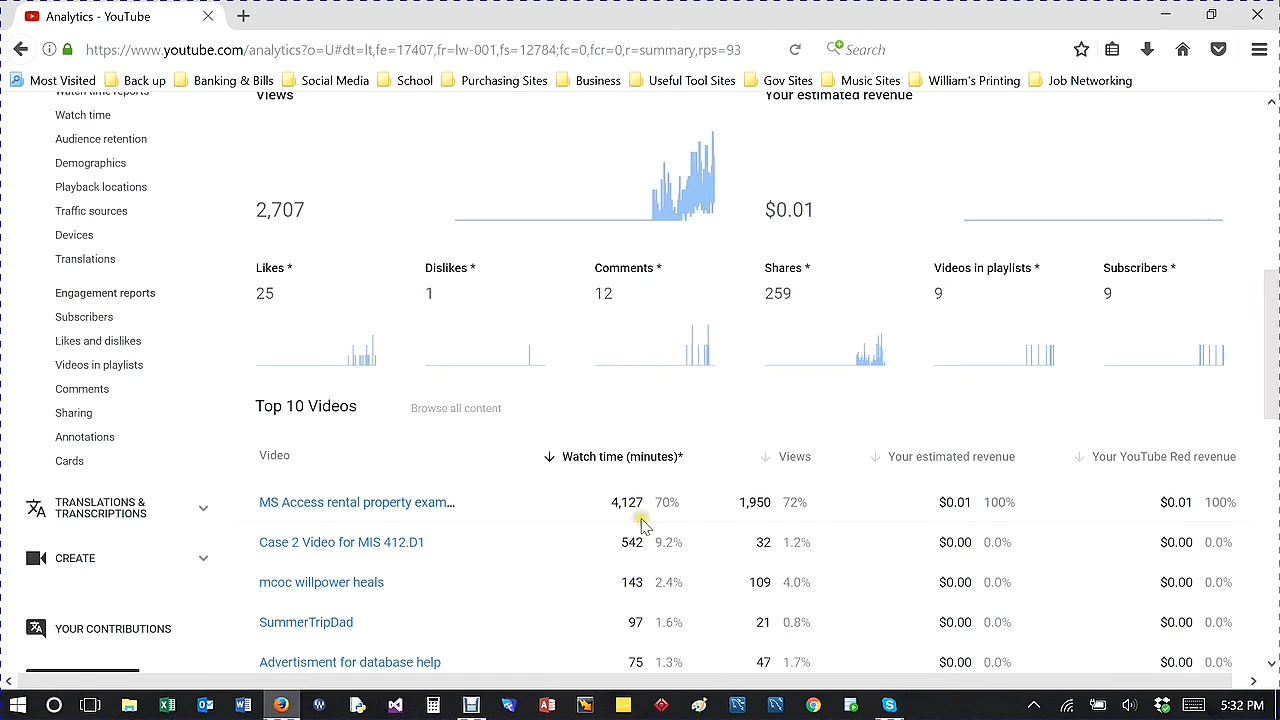 Analytics - YouTube
https://www.youtube.com/analytics?o=U#dt=lt,fe=17407,fr=lw-001,fs=12784;fc=0,fcr=0,r=summary,rps=93
Search
Most Visited Back up Banking & Bills Social Media School Purchasing Sites Business Useful Tool Sites Gov Sites Music Sites William's Printing Job Networking
Watch time reports
Watch time
Audience retention
Demographics
Playback locations
Traffic sources
Devices
Translations
Engagement reports
Subscribers
Likes and dislikes
Videos in playlists
Comments
Sharing
Annotations
Cards
TRANSLATIONS &
TRANSCRIPTIONS
CREATE
YOUR CONTRIBUTIONS
Views Your estimated revenue
2,707 $0.01
Likes * Dislikes * Comments * Shares * Videos in playlists * Subscribers *
25 1 12 259 9 9
Top 10 Videos Browse all content
Video Watch time (minutes)* Views Your estimated revenue Your YouTube Red revenue
MS Access rental property exam... 4,127 70% 1,950 72% $0.01 100% $0.01 100%
Case 2 Video for MIS 412.D1 542 9.2% 32 1.2% $0.00 0.0% $0.00 0.0%
mcoc willpower heals 143 2.4% 109 4.0% $0.00 0.0% $0.00 0.0%
SummerTripDad 97 1.6% 21 0.8% $0.00 0.0% $0.00 0.0%
Advertisment for database help 75 1.3% 47 1.7% $0.00 0.0% $0.00 0.0%
5:32 PM